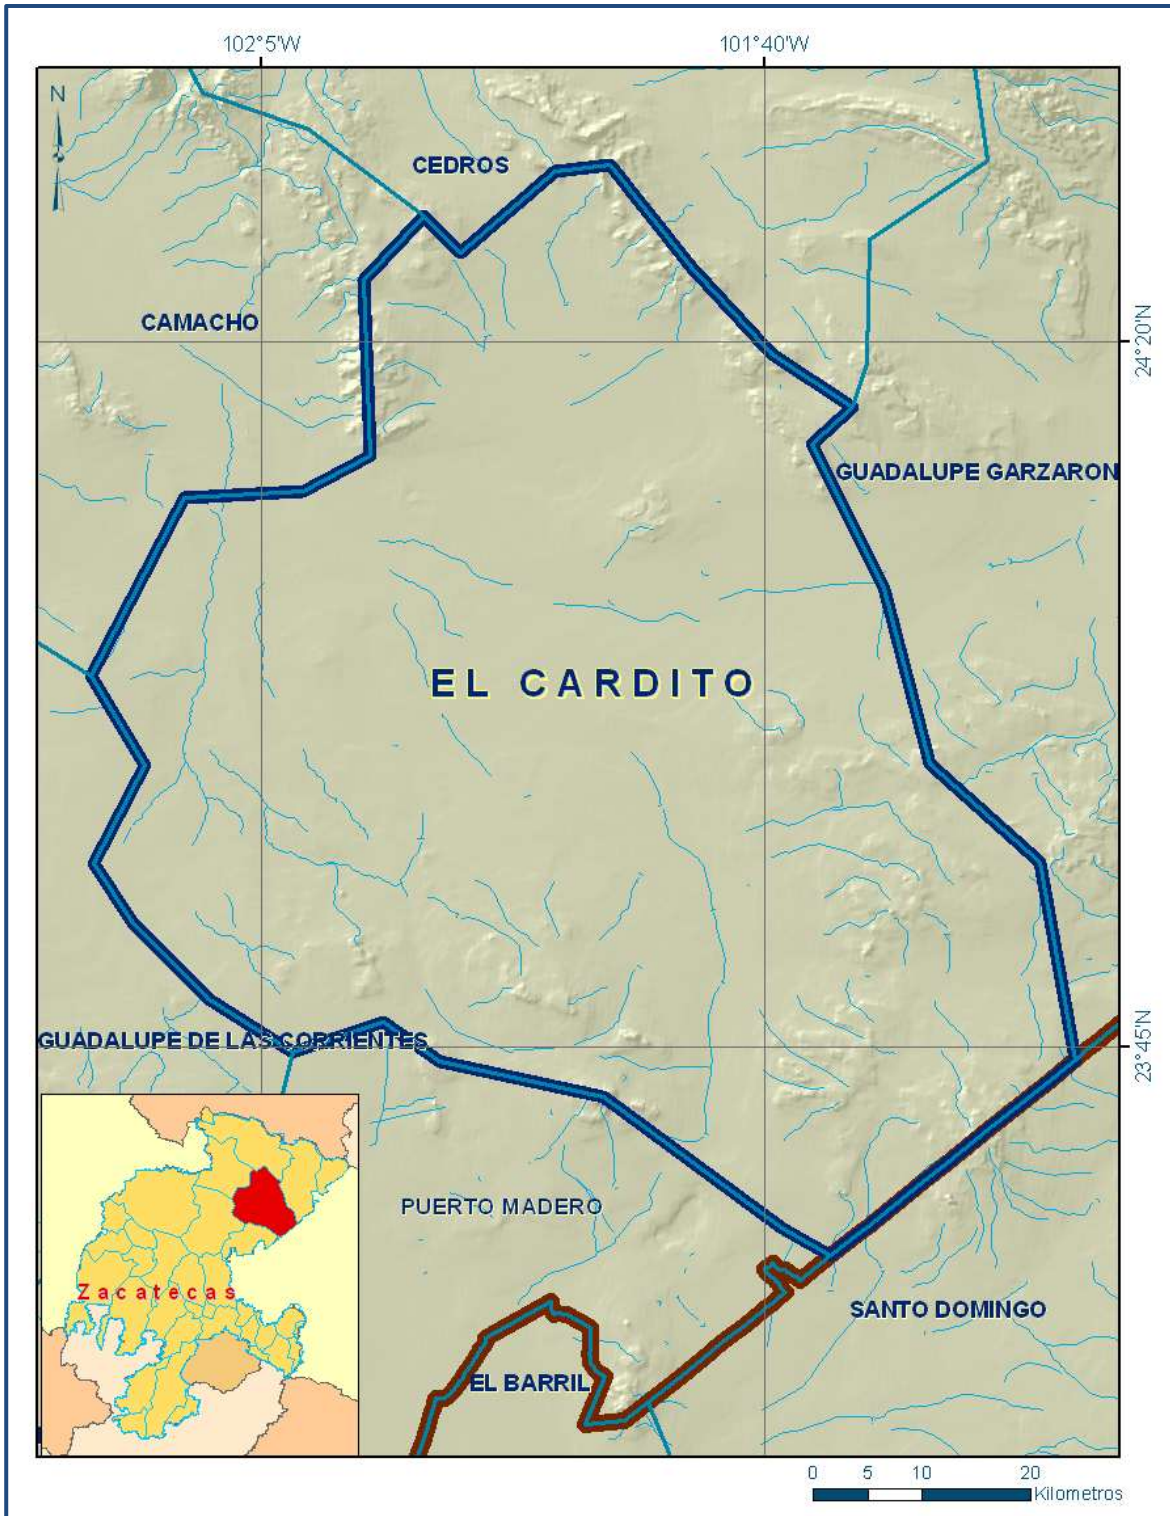 102°5'W
101°40'W
N
CEDROS
CAMACHO
24°20'N
GUADALUPE GARZARON
EL CARDITO
GUADALUPE DE LAS CORRIENTES
23°45'N
PUERTO MADERO
Zacatecas
SANTO DOMINGO
EL BARRIL
0 5 10 20
Kilometros